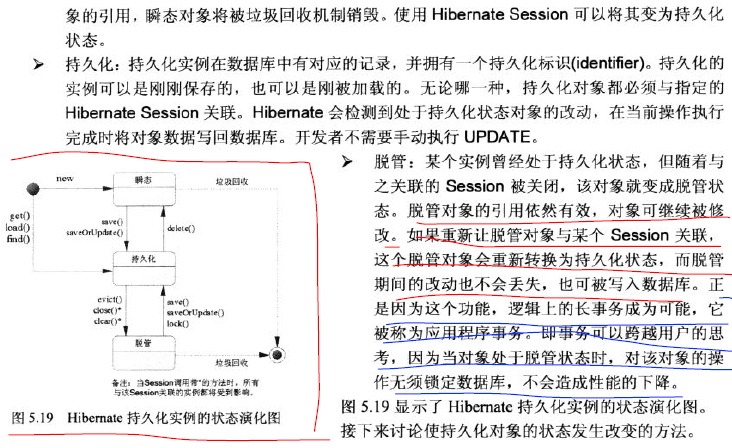 象的引用，瞬态对象将被垃圾回收机制销毁。使用 Hibernate Session 可以将其变为持久化
状态。
➢ 持久化：持久化实例在数据库中有对应的记录，并拥有一个持久化标识(identifier)。持久化的
实例可以是刚刚保存的，也可以是刚被加载的。无论哪一种，持久化对象都必须与指定的
Hibernate Session 关联。Hibernate 会检测到处于持久化状态对象的改动，在当前操作执行
完成时将对象数据写回数据库。开发者不需要手动执行 UPDATE。
new
瞬态
垃圾回收
get()
load()
find()
save()
saveOrUpdate()
delete()
持久化
evict()
close()*
clear()*
save()
saveOrUpdate()
lock()
脱管
垃圾回收
备注：当Session调用带*的方法时，所有
与该Session关联的实例都将受到影响。
图 5.19 Hibernate 持久化实例的状态演化图
➢ 脱管：某个实例曾经处于持久化状态，但随着与
之关联的 Session 被关闭，该对象就变成脱管状
态。脱管对象的引用依然有效，对象可继续被修
改。如果重新让脱管对象与某个 Session 关联，
这个脱管对象会重新转换为持久化状态，而脱管
期间的改动也不会丢失，也可被写入数据库。正
是因为这个功能，逻辑上的长事务成为可能，它
被称为应用程序事务。即事务可以跨越用户的思
考，因为当对象处于脱管状态时，对该对象的操
作无须锁定数据库，不会造成性能的下降。
图 5.19 显示了 Hibernate 持久化实例的状态演化图。
接下来讨论使持久化对象的状态发生改变的方法。